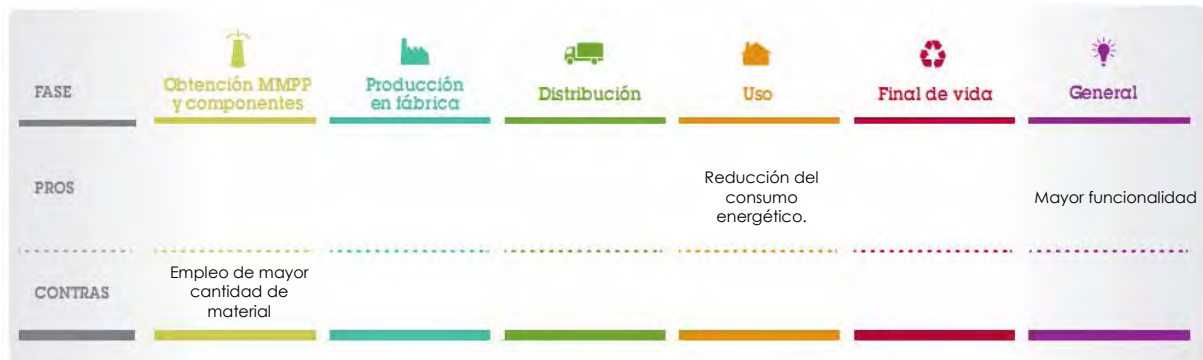 FASE
Obtención MMPP
y componentes
Producción
en fábrica
Distribución
Uso
Final de vida
General
PROS
Reducción del
consumo
energético.
Mayor funcionalidad
CONTRAS
Empleo de mayor
cantidad de
material